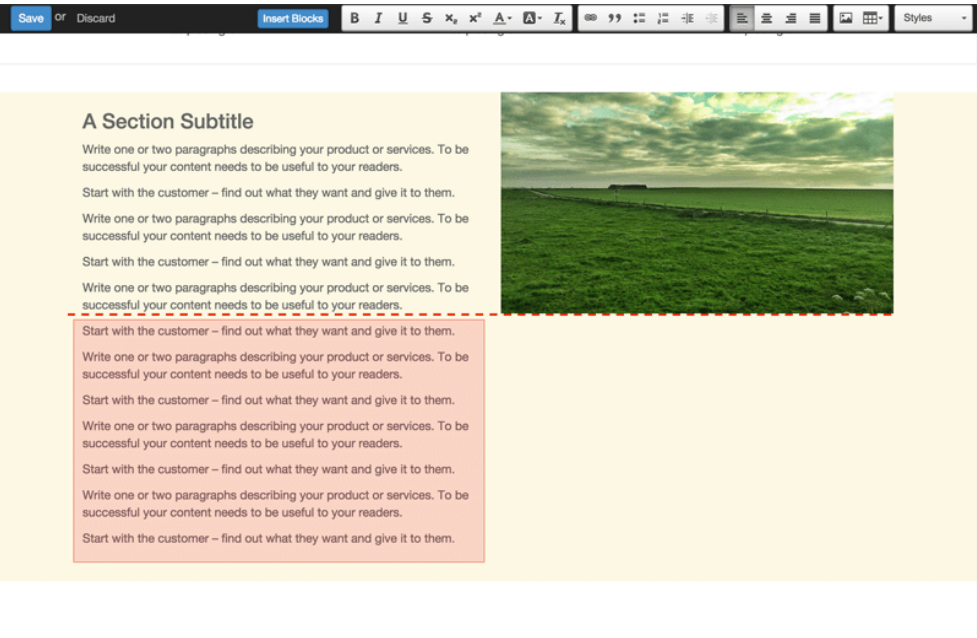 Save or Discard Insert Blocks B I U S x₂ x² A A Tx Styles
A Section Subtitle
Write one or two paragraphs describing your product or services. To be
successful your content needs to be useful to your readers.
Start with the customer – find out what they want and give it to them.
Write one or two paragraphs describing your product or services. To be
successful your content needs to be useful to your readers.
Start with the customer – find out what they want and give it to them.
Write one or two paragraphs describing your product or services. To be
successful your content needs to be useful to your readers.
Start with the customer – find out what they want and give it to them.
Write one or two paragraphs describing your product or services. To be
successful your content needs to be useful to your readers.
Start with the customer – find out what they want and give it to them.
Write one or two paragraphs describing your product or services. To be
successful your content needs to be useful to your readers.
Start with the customer – find out what they want and give it to them.
Write one or two paragraphs describing your product or services. To be
successful your content needs to be useful to your readers.
Start with the customer – find out what they want and give it to them.